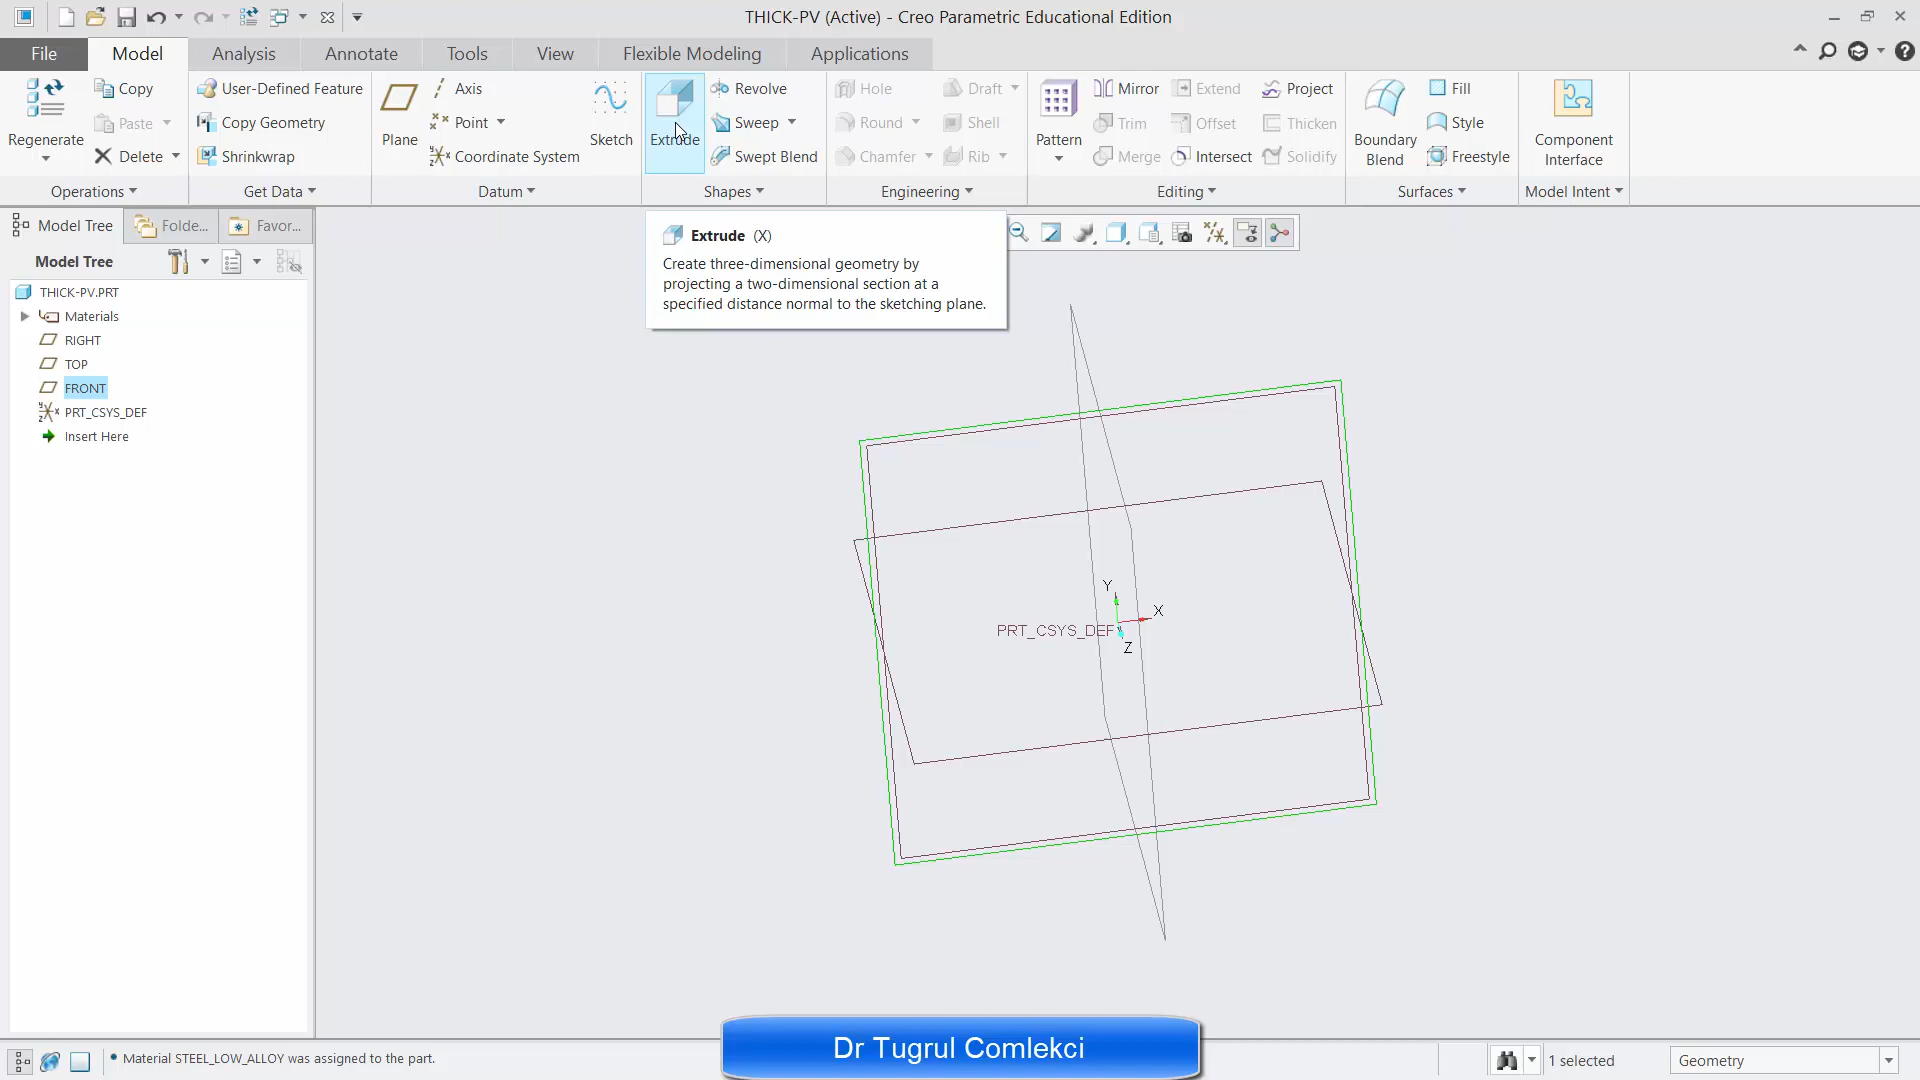 THICK-PV (Active) - Creo Parametric Educational Edition
File Model Analysis Annotate Tools View Flexible Modeling Applications
Regenerate
Copy
Paste
Delete
Operations
User-Defined Feature
Copy Geometry
Shrinkwrap
Get Data
Plane
Axis
Point
Coordinate System
Sketch
Datum
Extrude
Revolve
Sweep
Swept Blend
Shapes
Hole
Round
Chamfer
Draft
Shell
Rib
Engineering
Pattern
Mirror
Trim
Merge
Extend
Offset
Intersect
Project
Thicken
Solidify
Editing
Boundary
Blend
Fill
Style
Freestyle
Surfaces
Component
Interface
Model Intent
Model Tree Folde... Favor...
Model Tree
THICK-PV.PRT
Materials
RIGHT
TOP
FRONT
PRT_CSYS_DEF
Insert Here
Extrude (X)
Create three-dimensional geometry by
projecting a two-dimensional section at a
specified distance normal to the sketching plane.
Y
X
PRT_CSYS_DEF
Z
Dr Tugrul Comlekci
Material STEEL_LOW_ALLOY was assigned to the part.
1 selected
Geometry